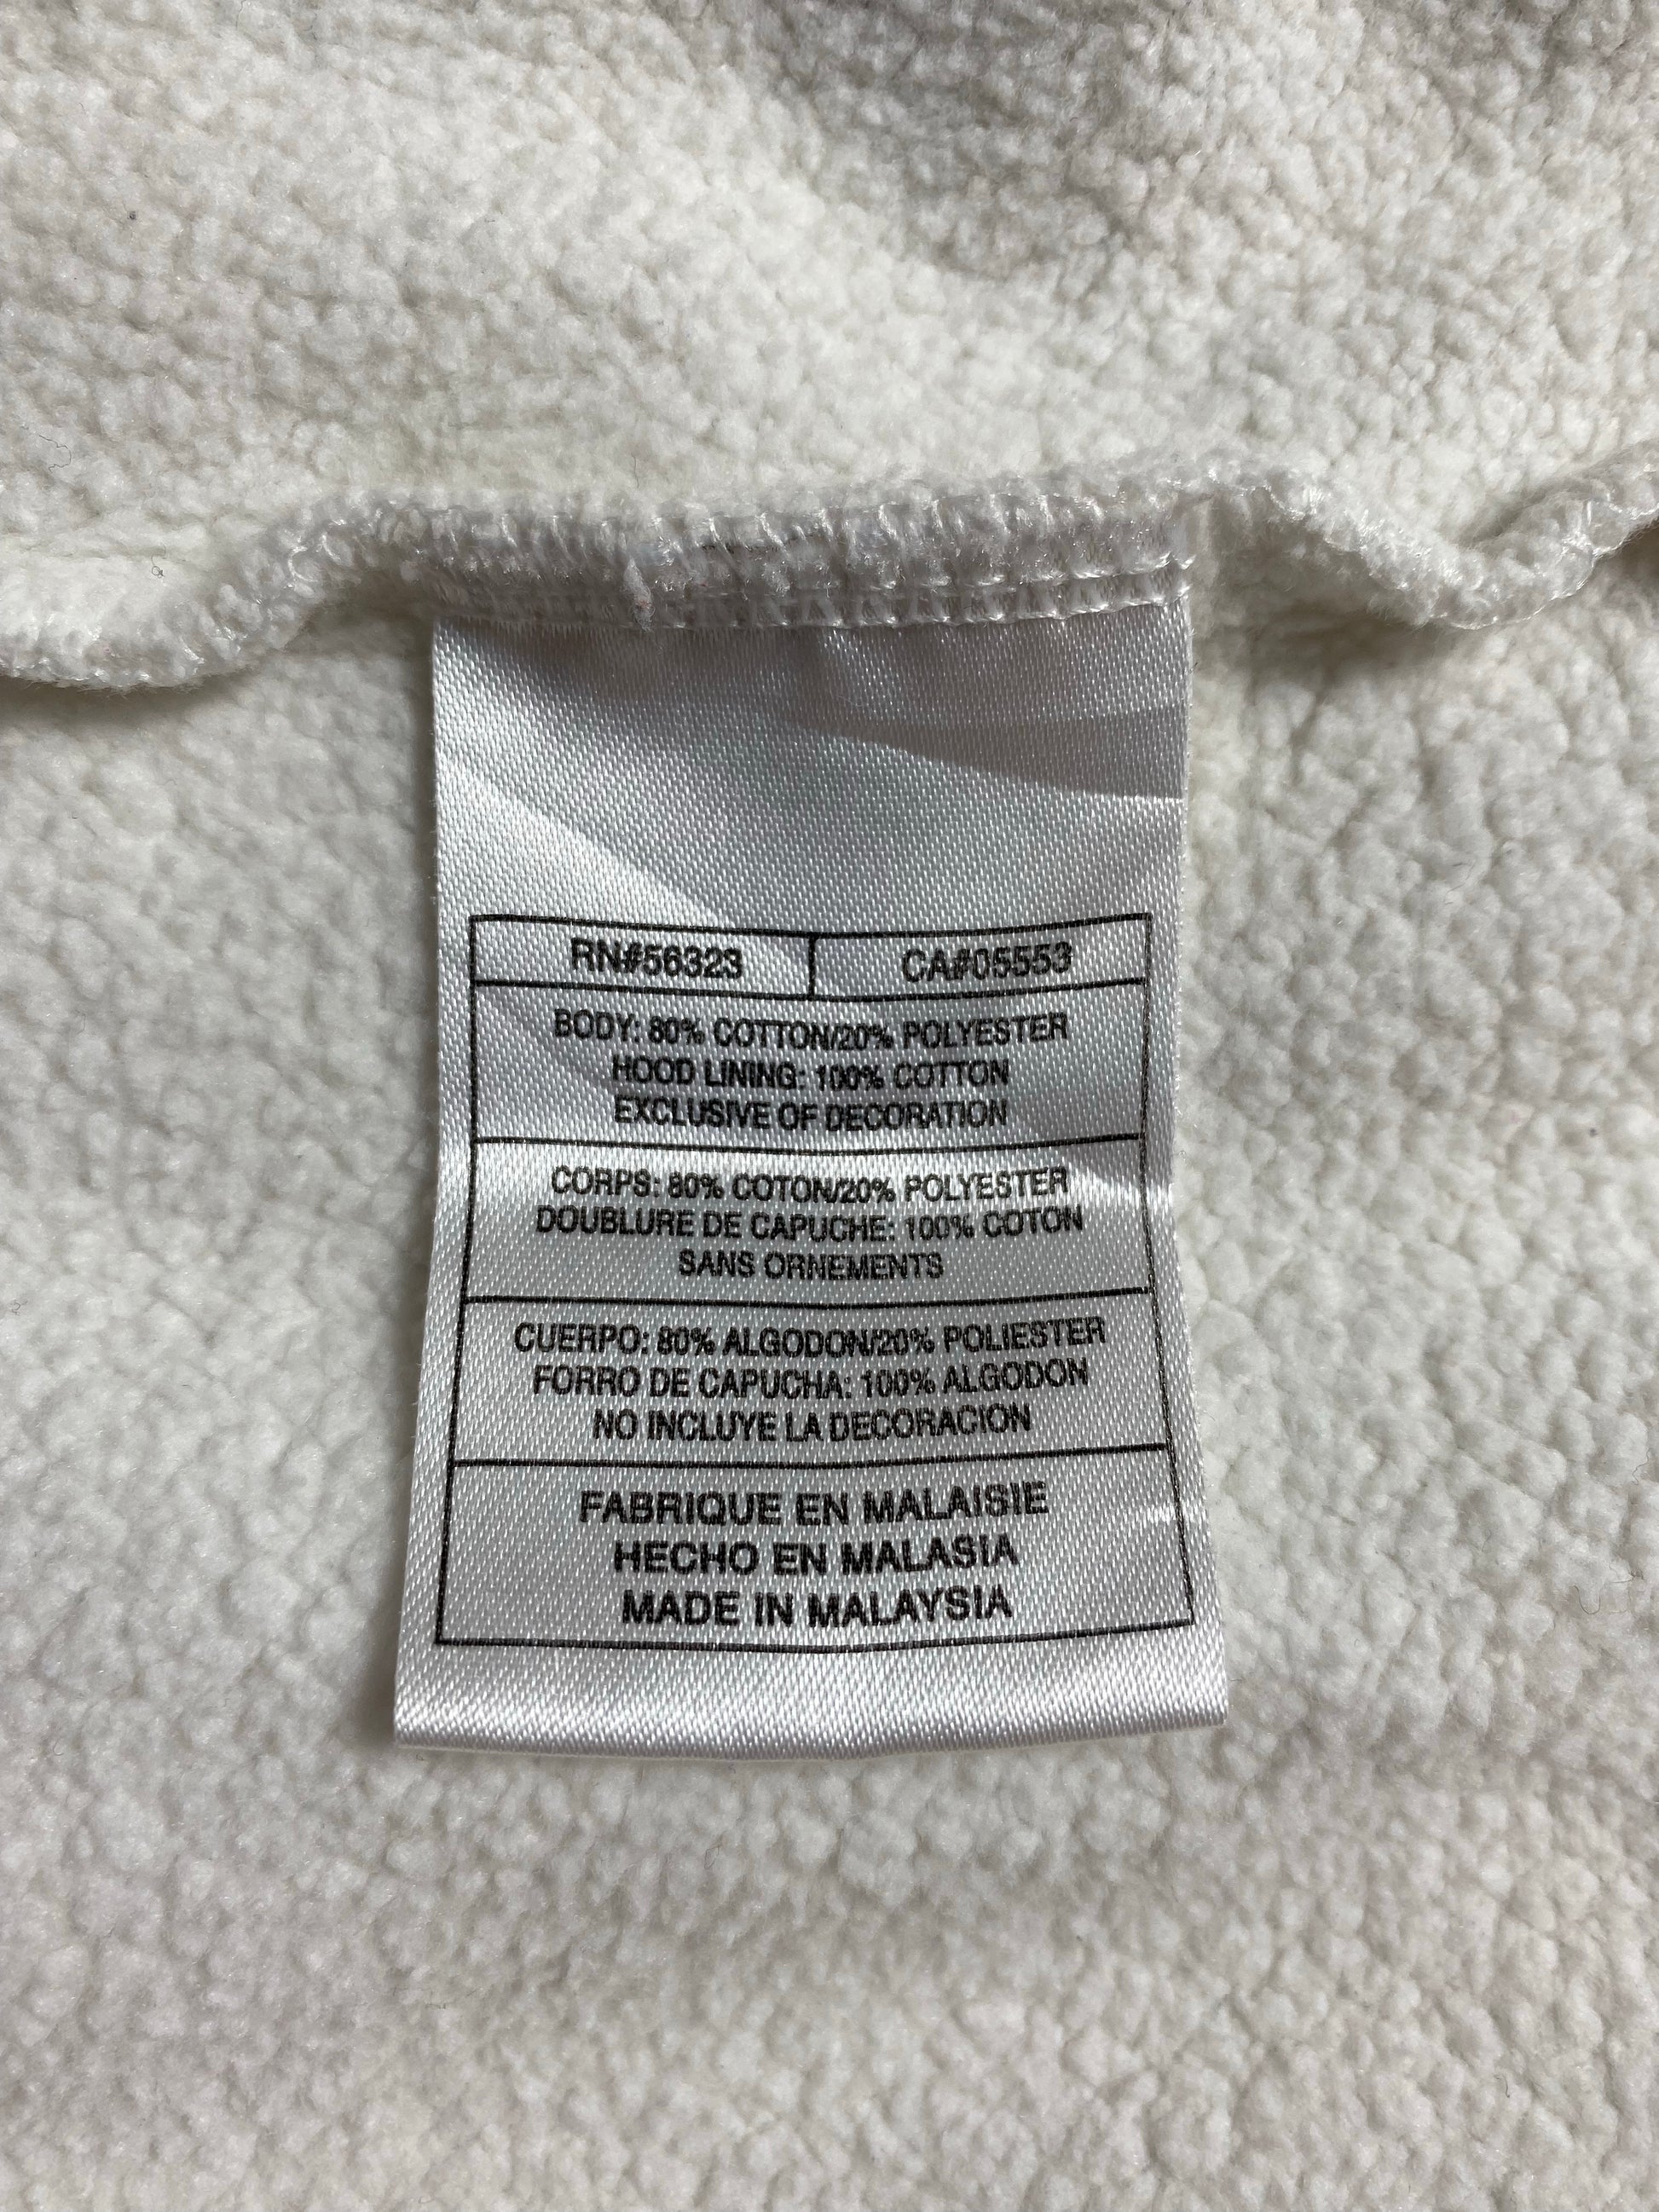 RN#56323 CA#05553
BODY: 80% COTTON/20% POLYESTER
HOOD LINING: 100% COTTON
EXCLUSIVE OF DECORATION
CORPS: 80% COTON/20% POLYESTER
DOUBLURE DE CAPUCHE: 100% COTON
SANS ORNEMENTS
CUERPO: 80% ALGODON/20% POLIESTER
FORRO DE CAPUCHA: 100% ALGODON
NO INCLUYE LA DECORACION
FABRIQUE EN MALAISIE
HECHO EN MALASIA
MADE IN MALAYSIA